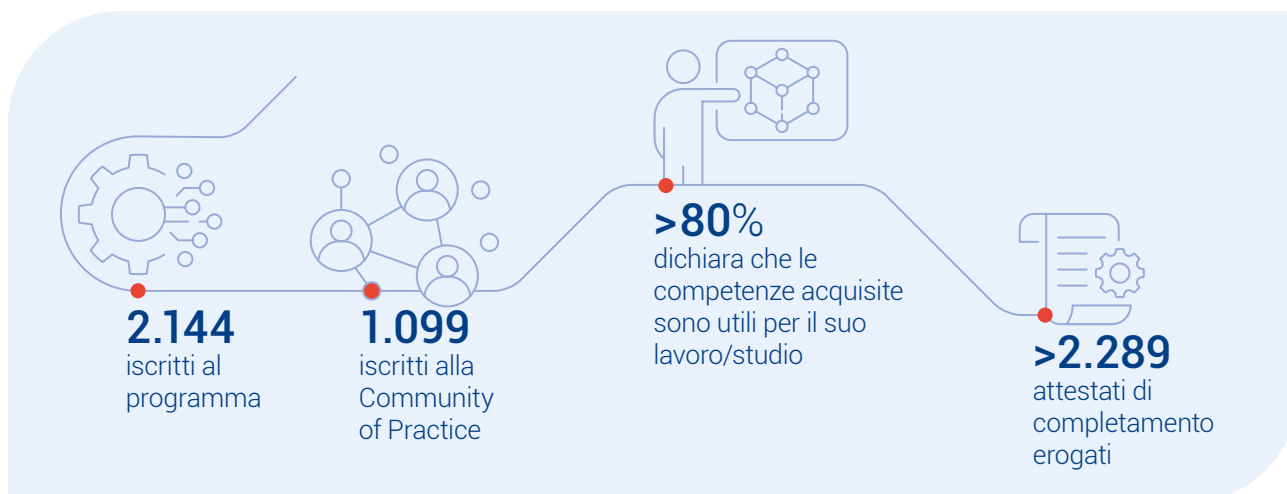 2.144
iscritti al
programma
1.099
iscritti alla
Community
of Practice
>80%
dichiara che le
competenze acquisite
sono utili per il suo
lavoro/studio
>2.289
attestati di
completamento
erogati